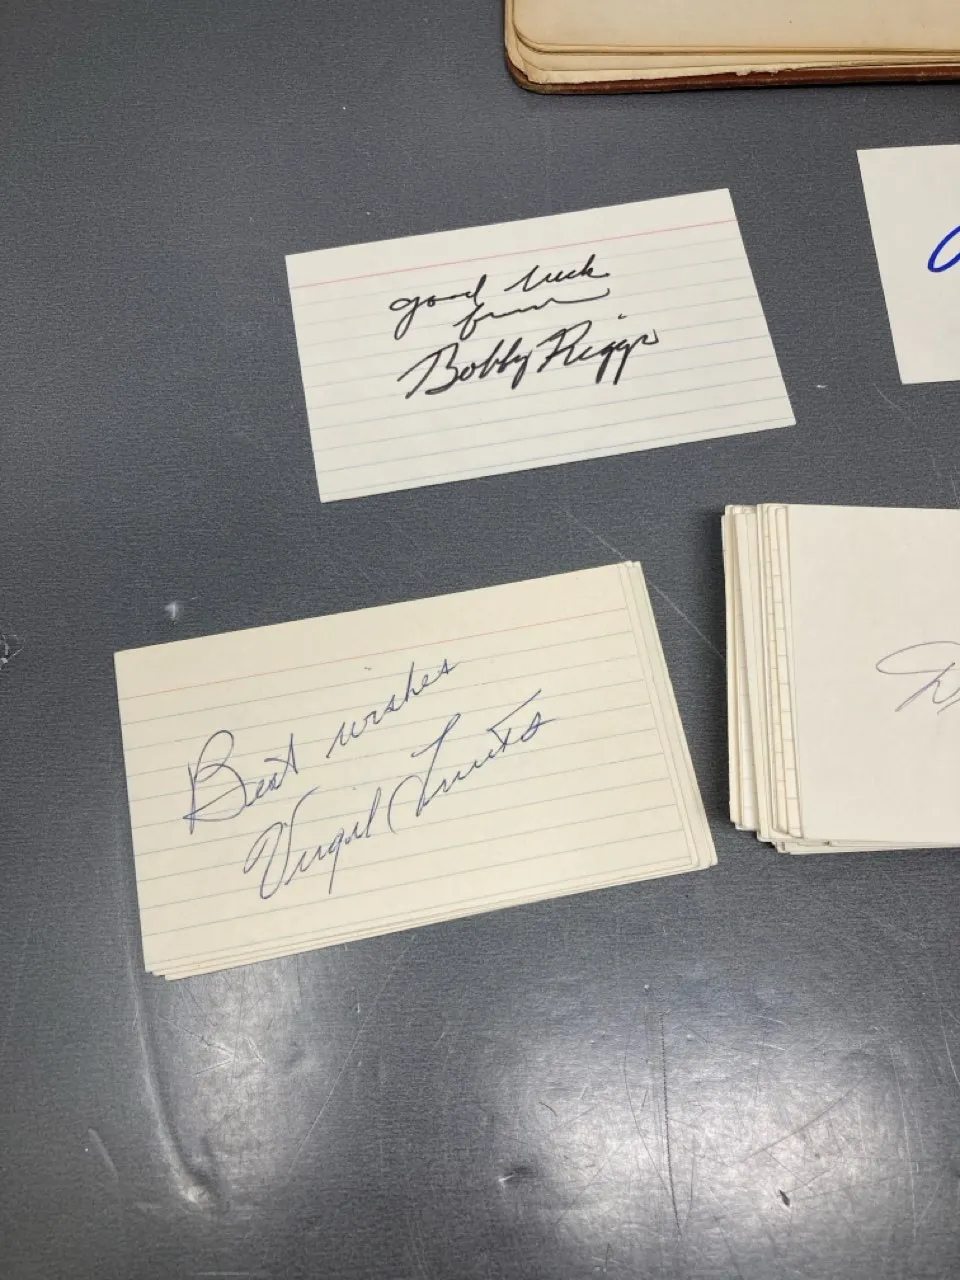 good luck
from
Bobby Riggs
Best wishes
Virgil Trucks